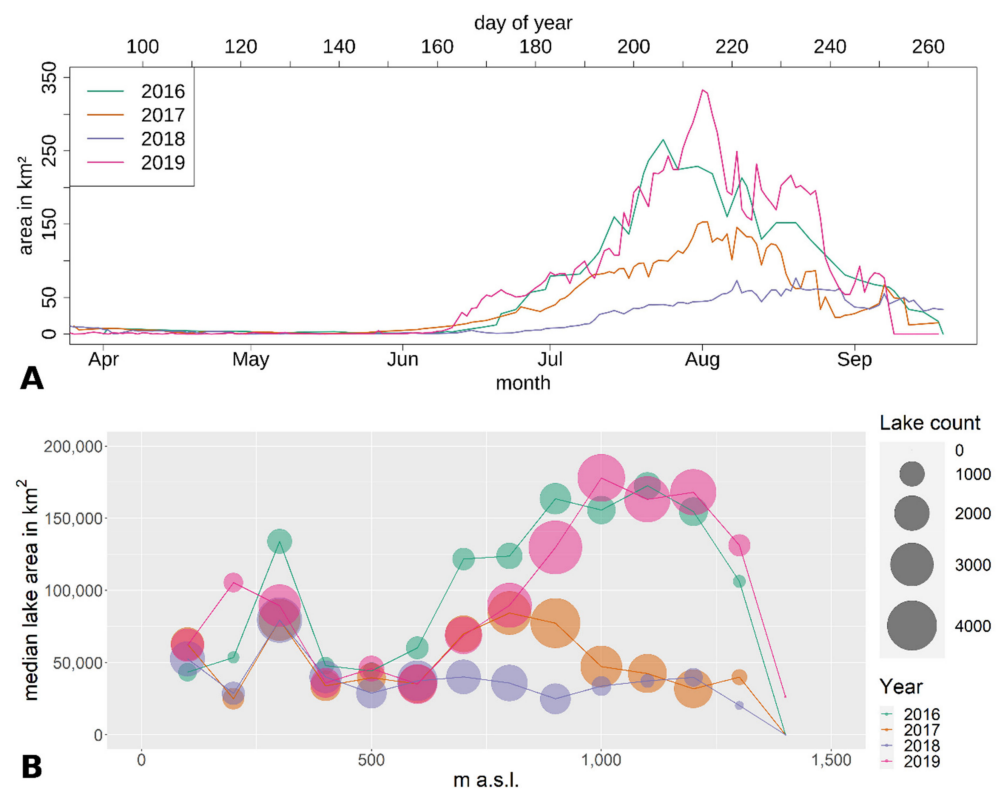 day of year
100 120 140 160 180 200 220 240 260
350
250
150
50
0
area in km²
2016
2017
2018
2019
Apr May Jun Jul Aug Sep
month
A
200,000
150,000
100,000
50,000
0
median lake area in km²
0 500 1,000 1,500
m a.s.l.
B
Lake count
0
1000
2000
3000
4000
Year
2016
2017
2018
2019